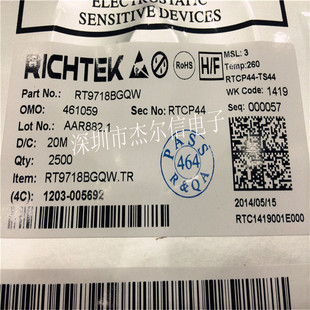 ELECTROSTATIC
SENSITIVE DEVICES
RICHTEK
RoHS
H/F
MSL: 3
Temp:260
RTCP44-TS44
Part No.: RT9718BGQW
WK Code: 1419
OMO: 461059
Sec No: RTCP44
Seq: 000057
Lot No: AAR882.1
深圳市杰尔信电子
D/C: 20M
Qty: 2500
PASS
464
R&QA
Item: RT9718BGQW.TR
(4C): 1203-005692
2014/05/15
RTC1419001E000